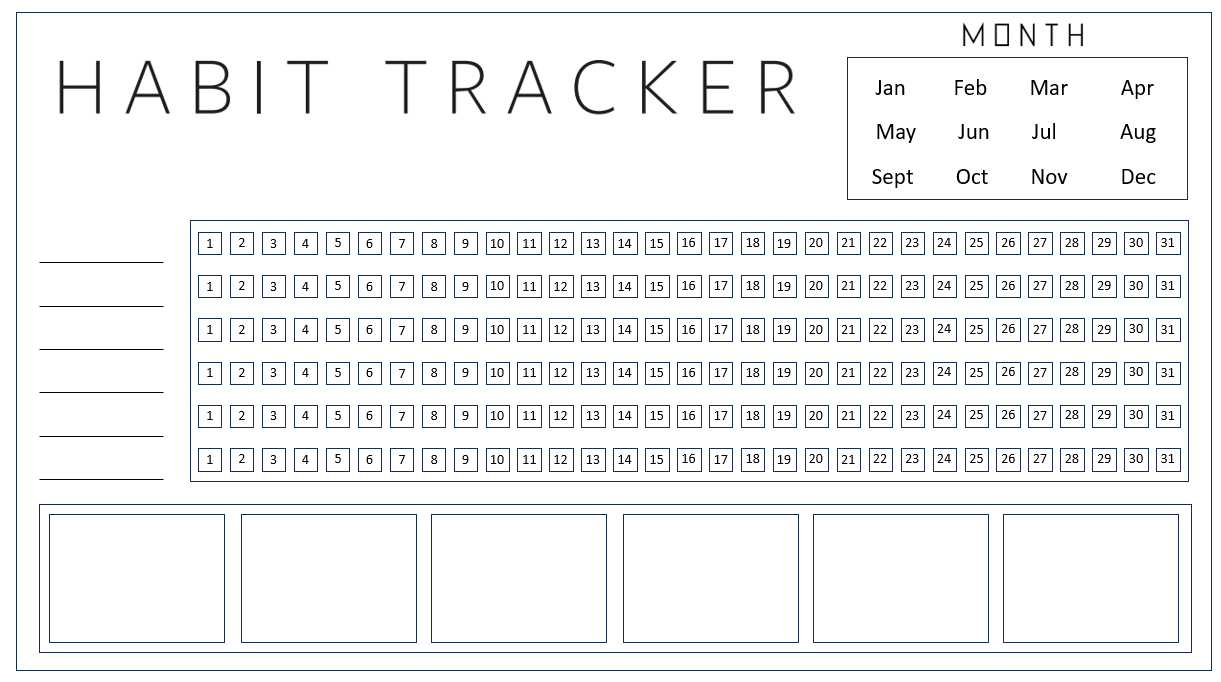 HABIT TRACKER
MONTH
Jan Feb Mar Apr
May Jun Jul Aug
Sept Oct Nov Dec
1 2 3 4 5 6 7 8 9 10 11 12 13 14 15 16 17 18 19 20 21 22 23 24 25 26 27 28 29 30 31
1 2 3 4 5 6 7 8 9 10 11 12 13 14 15 16 17 18 19 20 21 22 23 24 25 26 27 28 29 30 31
1 2 3 4 5 6 7 8 9 10 11 12 13 14 15 16 17 18 19 20 21 22 23 24 25 26 27 28 29 30 31
1 2 3 4 5 6 7 8 9 10 11 12 13 14 15 16 17 18 19 20 21 22 23 24 25 26 27 28 29 30 31
1 2 3 4 5 6 7 8 9 10 11 12 13 14 15 16 17 18 19 20 21 22 23 24 25 26 27 28 29 30 31
1 2 3 4 5 6 7 8 9 10 11 12 13 14 15 16 17 18 19 20 21 22 23 24 25 26 27 28 29 30 31